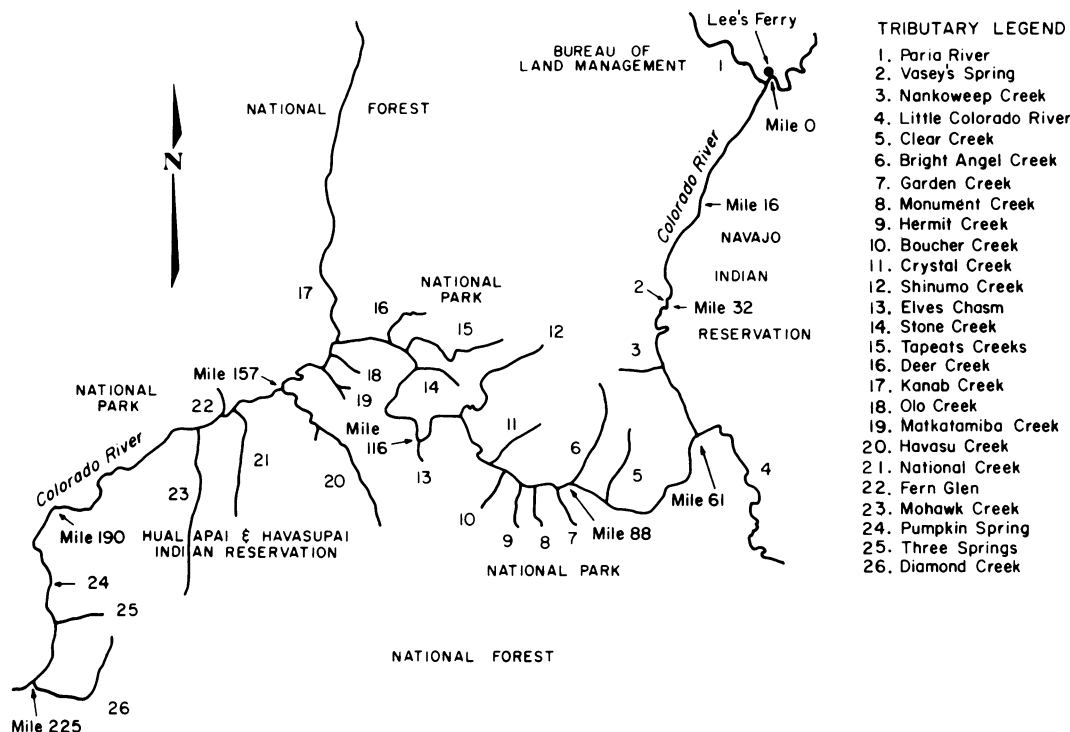 Lee's Ferry
BUREAU OF
LAND MANAGEMENT
1
Mile 0
NATIONAL FOREST
N
Colorado River
Mile 16
NAVAJO
INDIAN
RESERVATION
2
Mile 32
17
NATIONAL
PARK
16
15
12
3
Mile 157
18
19
14
NATIONAL
PARK
22
Mile
116
13
11
6
5
4
Mile 61
Colorado River
21
20
23
10
9
8
7
Mile 88
Mile 190
HUALAPAI & HAVASUPAI
INDIAN RESERVATION
NATIONAL PARK
24
25
NATIONAL FOREST
26
Mile 225
TRIBUTARY LEGEND
1. Paria River
2. Vasey's Spring
3. Nankoweep Creek
4. Little Colorado River
5. Clear Creek
6. Bright Angel Creek
7. Garden Creek
8. Monument Creek
9. Hermit Creek
10. Boucher Creek
11. Crystal Creek
12. Shinumo Creek
13. Elves Chasm
14. Stone Creek
15. Tapeats Creeks
16. Deer Creek
17. Kanab Creek
18. Olo Creek
19. Matkatamiba Creek
20. Havasu Creek
21. National Creek
22. Fern Glen
23. Mohawk Creek
24. Pumpkin Spring
25. Three Springs
26. Diamond Creek